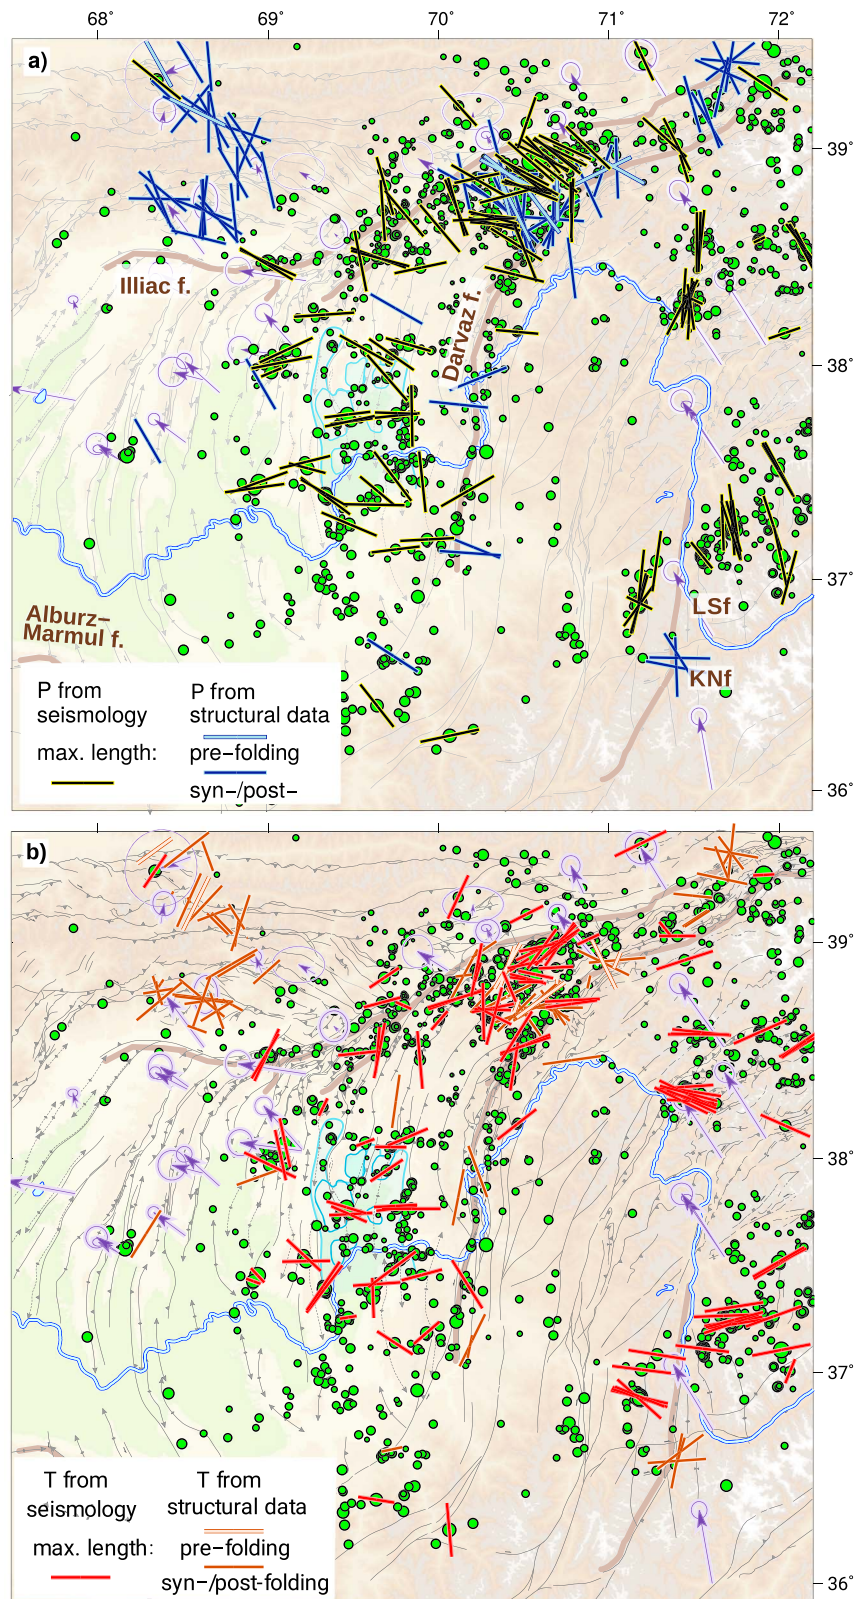 68° 69° 70° 71° 72°
a)
39°
Illiac f.
Darvaz f.
38°
37°
LSf
Alburz–
Marmul f.
KNf
P from
seismology
max. length:
P from
structural data
pre–folding
syn–/post–
36°
b)
39°
38°
37°
T from
seismology
max. length:
T from
structural data
pre–folding
syn–/post-folding
36°